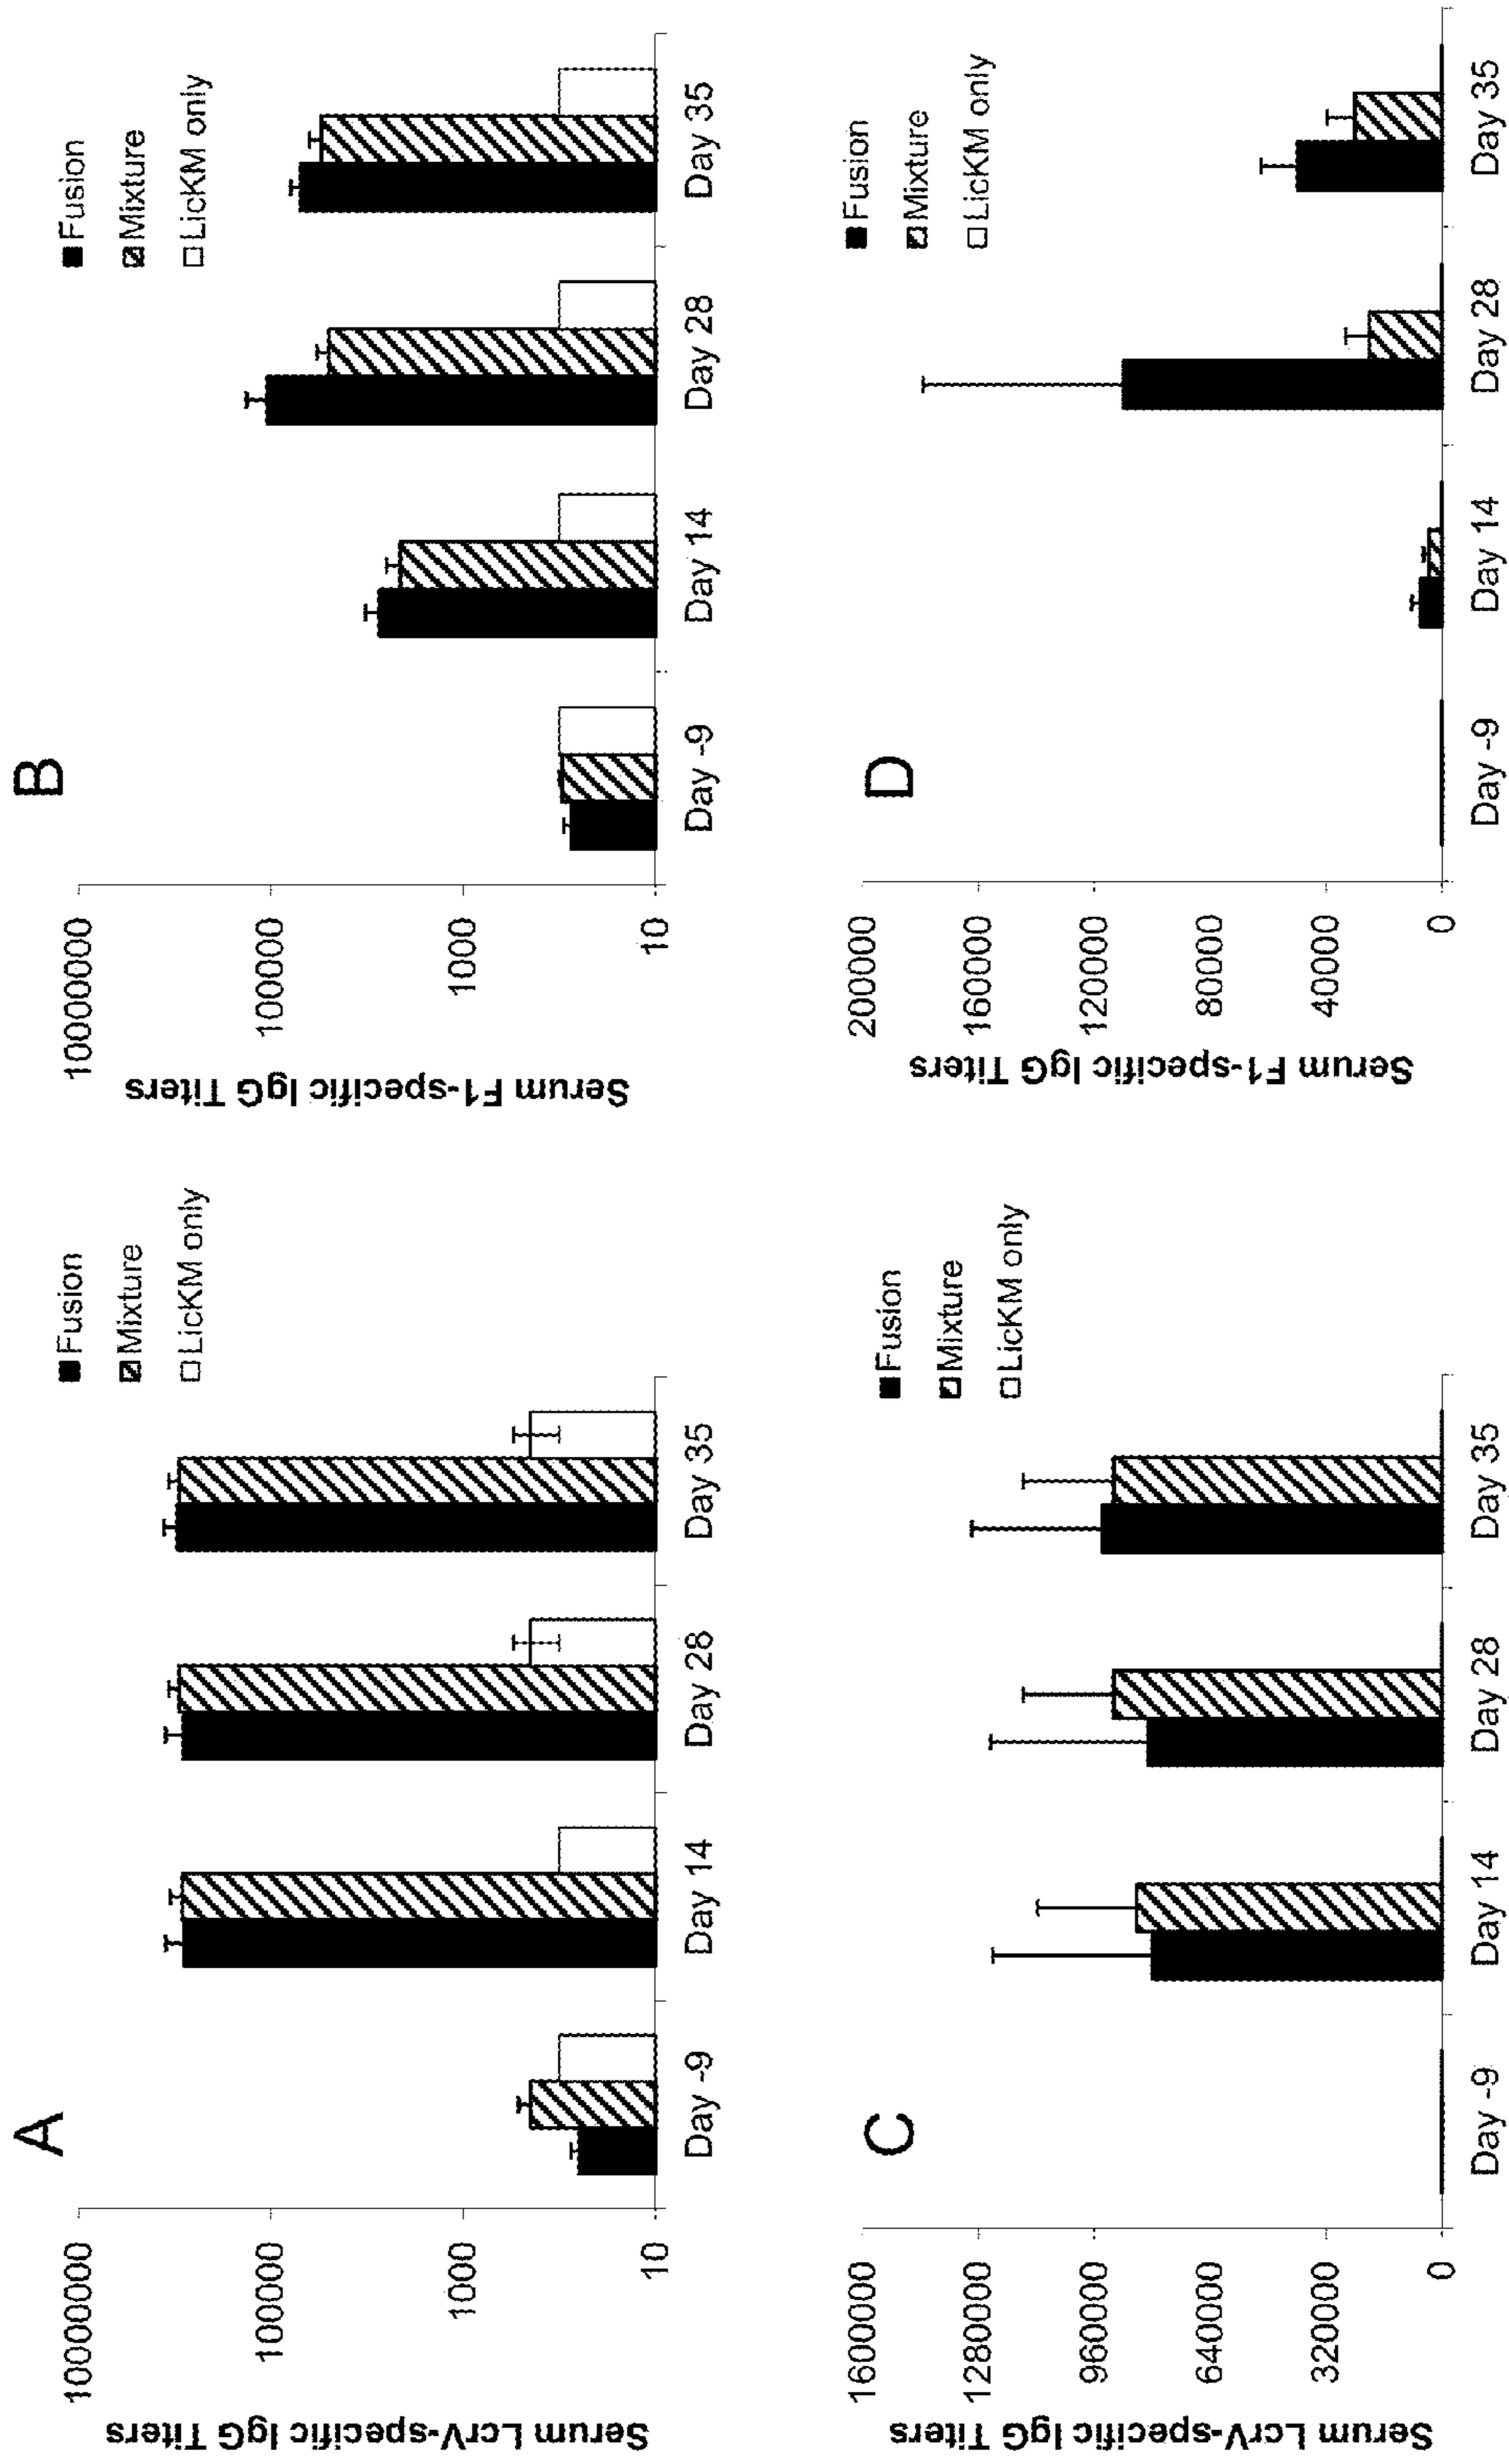 A
Serum LcrV-specific IgG Titers
10000000
100000
1000
10
Fusion
Mixture
LicKM only
Day -9
Day 14
Day 28
Day 35
B
Serum F1-specific IgG Titers
10000000
100000
1000
10
Fusion
Mixture
LicKM only
Day -9
Day 14
Day 28
Day 35
C
Serum LcrV-specific IgG Titers
1600000
1280000
960000
640000
320000
0
Fusion
Mixture
LicKM only
Day -9
Day 14
Day 28
Day 35
D
Serum F1-specific IgG Titers
200000
160000
120000
80000
40000
0
Fusion
Mixture
LicKM only
Day -9
Day 14
Day 28
Day 35